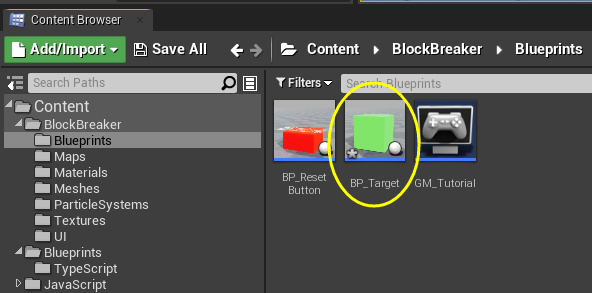 Content Browser
Add/Import
Save All
Content
BlockBreaker
Blueprints
Search Paths
Filters
Search Blueprints
Content
BlockBreaker
Blueprints
Maps
Materials
Meshes
ParticleSystems
Textures
UI
Blueprints
TypeScript
JavaScript
BP_Reset
Button
BP_Target
GM_Tutorial